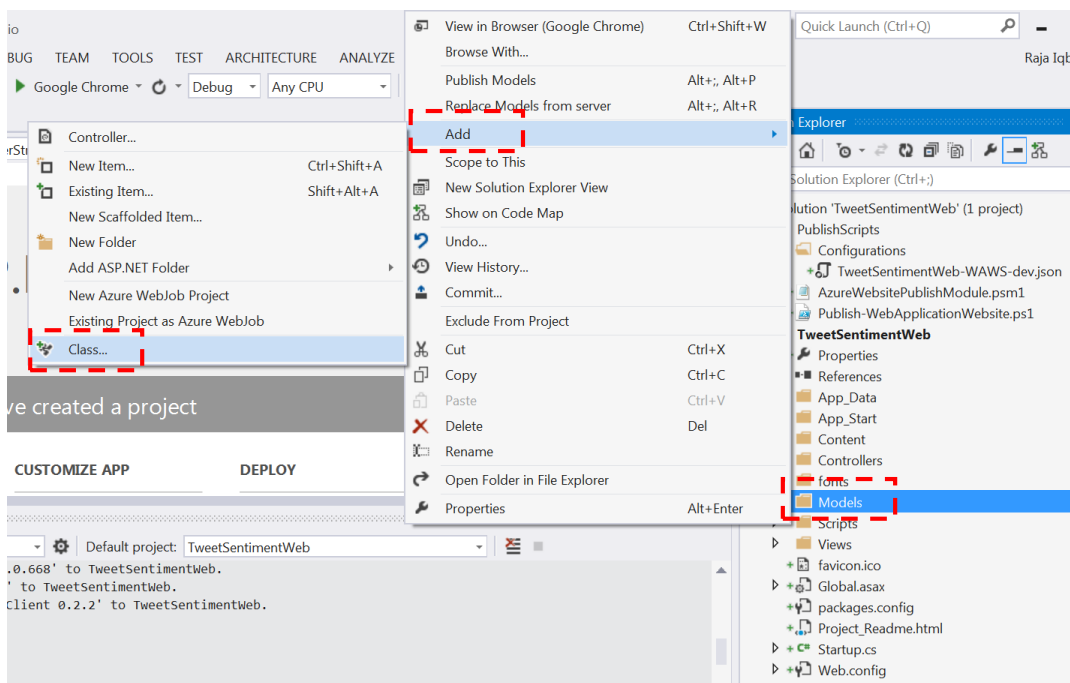 io
BUG TEAM TOOLS TEST ARCHITECTURE ANALYZE
Google Chrome Debug Any CPU
Controller...
New Item... Ctrl+Shift+A
Existing Item... Shift+Alt+A
New Scaffolded Item...
New Folder
Add ASP.NET Folder
New Azure WebJob Project
Existing Project as Azure WebJob
Class...
ve created a project
CUSTOMIZE APP DEPLOY
View in Browser (Google Chrome) Ctrl+Shift+W
Browse With...
Publish Models Alt+;, Alt+P
Replace Models from server Alt+;, Alt+R
Add
Scope to This
New Solution Explorer View
Show on Code Map
Undo...
View History...
Commit...
Exclude From Project
Cut Ctrl+X
Copy Ctrl+C
Paste Ctrl+V
Delete Del
Rename
Open Folder in File Explorer
Properties Alt+Enter
Quick Launch (Ctrl+Q)
Raja Iqb
Explorer
Solution Explorer (Ctrl+;)
lution 'TweetSentimentWeb' (1 project)
PublishScripts
Configurations
TweetSentimentWeb-WAWS-dev.json
AzureWebsitePublishModule.psm1
Publish-WebApplicationWebsite.ps1
TweetSentimentWeb
Properties
References
App_Data
App_Start
Content
Controllers
fonts
Models
Scripts
Views
favicon.ico
Global.asax
packages.config
Project_Readme.html
Startup.cs
Web.config
Default project: TweetSentimentWeb
.0.668' to TweetSentimentWeb.
' to TweetSentimentWeb.
Client 0.2.2' to TweetSentimentWeb.